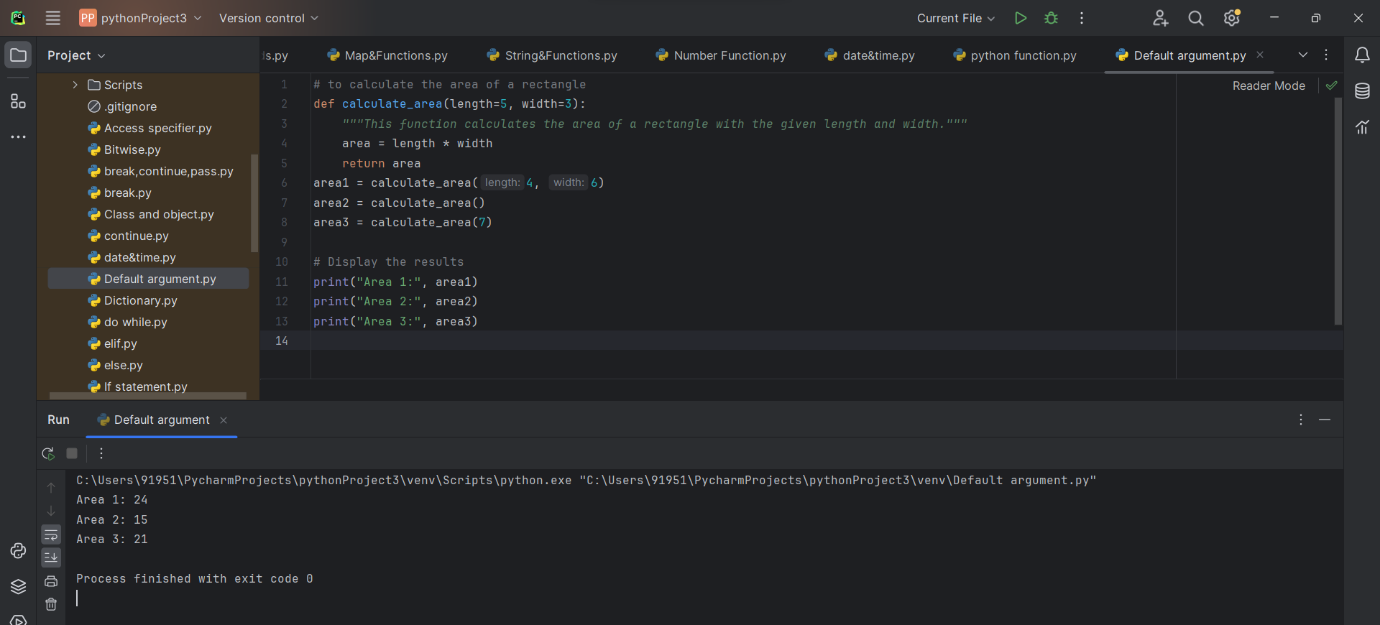 PC
PP pythonProject3 Version control Current File
Project
ls.py Map&Functions.py String&Functions.py Number Function.py date&time.py python function.py Default argument.py
Scripts
.gitignore
Access specifier.py
Bitwise.py
break,continue,pass.py
break.py
Class and object.py
continue.py
date&time.py
Default argument.py
Dictionary.py
do while.py
elif.py
else.py
If statement.py
Reader Mode
1 # to calculate the area of a rectangle
2 def calculate_area(length=5, width=3):
3 """This function calculates the area of a rectangle with the given length and width."""
4 area = length * width
5 return area
6 area1 = calculate_area( length: 4, width: 6)
7 area2 = calculate_area()
8 area3 = calculate_area(7)
9
10 # Display the results
11 print("Area 1:", area1)
12 print("Area 2:", area2)
13 print("Area 3:", area3)
14
Run Default argument
C:\Users\91951\PycharmProjects\pythonProject3\venv\Scripts\python.exe "C:\Users\91951\PycharmProjects\pythonProject3\venv\Default argument.py"
Area 1: 24
Area 2: 15
Area 3: 21
Process finished with exit code 0